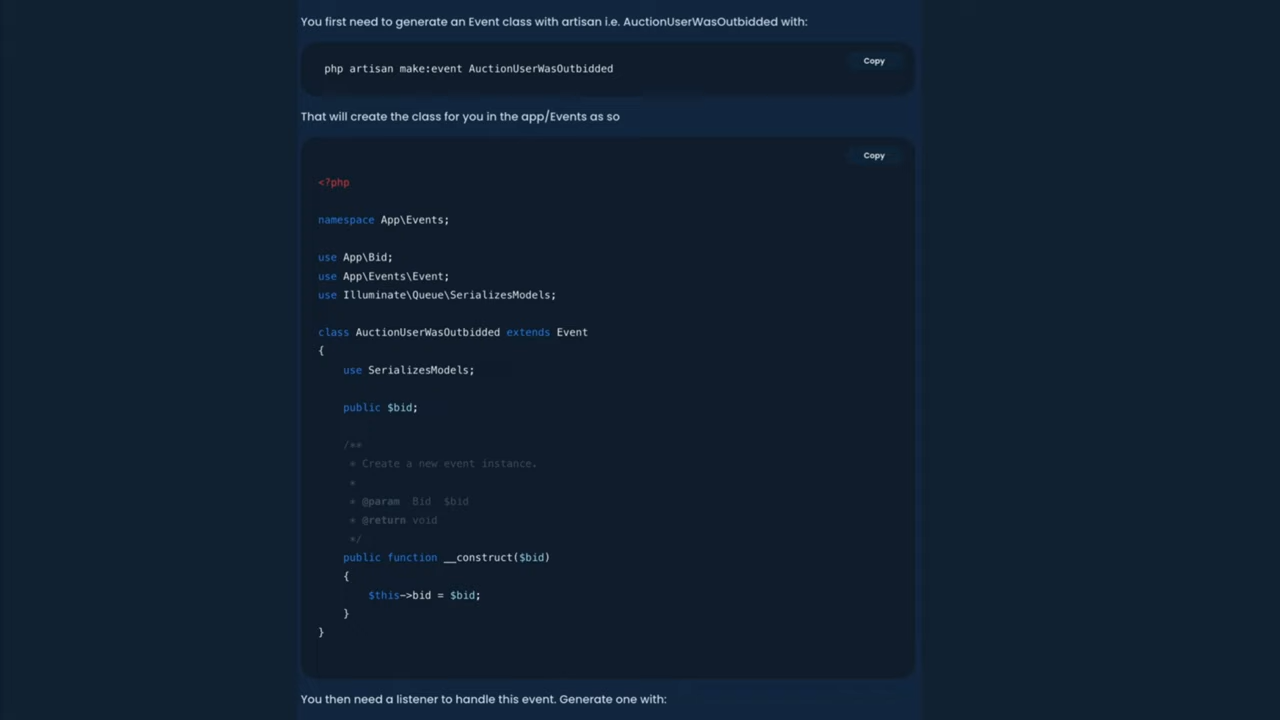 You first need to generate an Event class with artisan i.e. AuctionUserWasOutbidded with:
Copy
php artisan make:event AuctionUserWasOutbidded
That will create the class for you in the app/Events as so
Copy
<?php
namespace App\Events;
use App\Bid;
use App\Events\Event;
use Illuminate\Queue\SerializesModels;
class AuctionUserWasOutbidded extends Event
{
    use SerializesModels;
    public $bid;
    /**
     * Create a new event instance.
     *
     * @param  Bid  $bid
     * @return void
     */
    public function __construct($bid)
    {
        $this->bid = $bid;
    }
}
You then need a listener to handle this event. Generate one with: